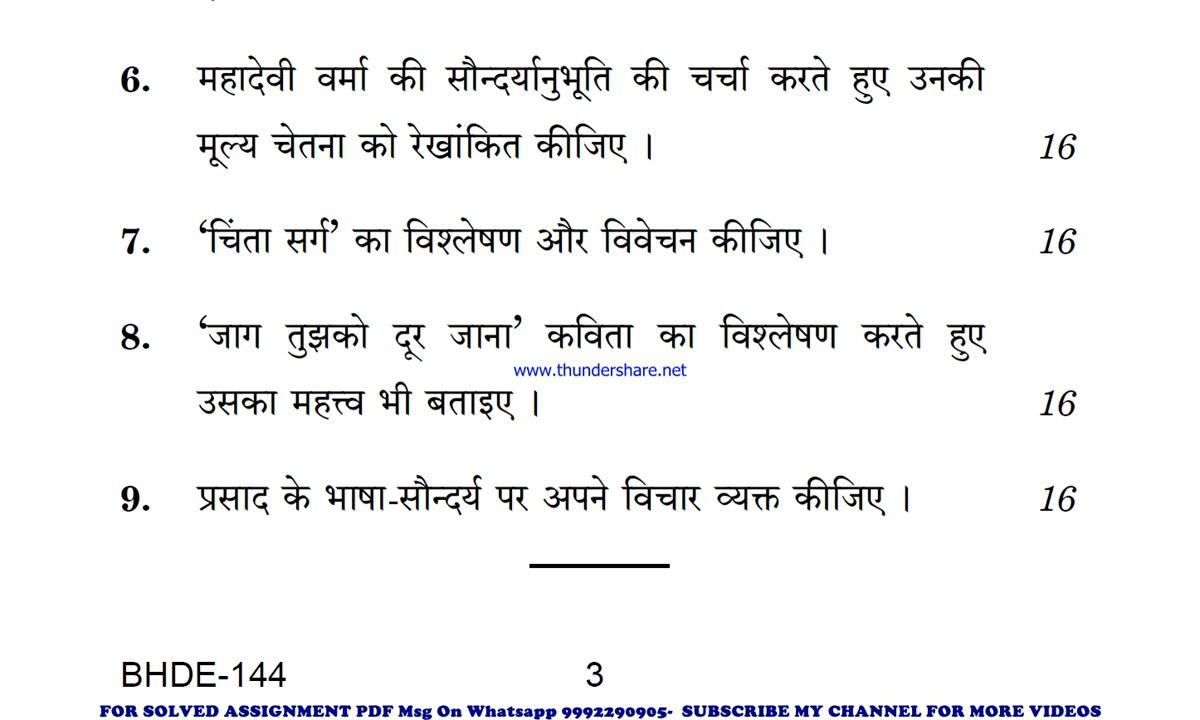 6. महादेवी वर्मा की सौन्दर्यानुभूति की चर्चा करते हुए उनकी
मूल्य चेतना को रेखांकित कीजिए । 16
7. ‘चिंता सर्ग’ का विश्लेषण और विवेचन कीजिए । 16
8. ‘जाग तुझको दूर जाना’ कविता का विश्लेषण करते हुए
www.thundershare.net
उसका महत्त्व भी बताइए । 16
9. प्रसाद के भाषा-सौन्दर्य पर अपने विचार व्यक्त कीजिए । 16
BHDE-144 3
FOR SOLVED ASSIGNMENT PDF Msg On Whatsapp 9992290905- SUBSCRIBE MY CHANNEL FOR MORE VIDEOS